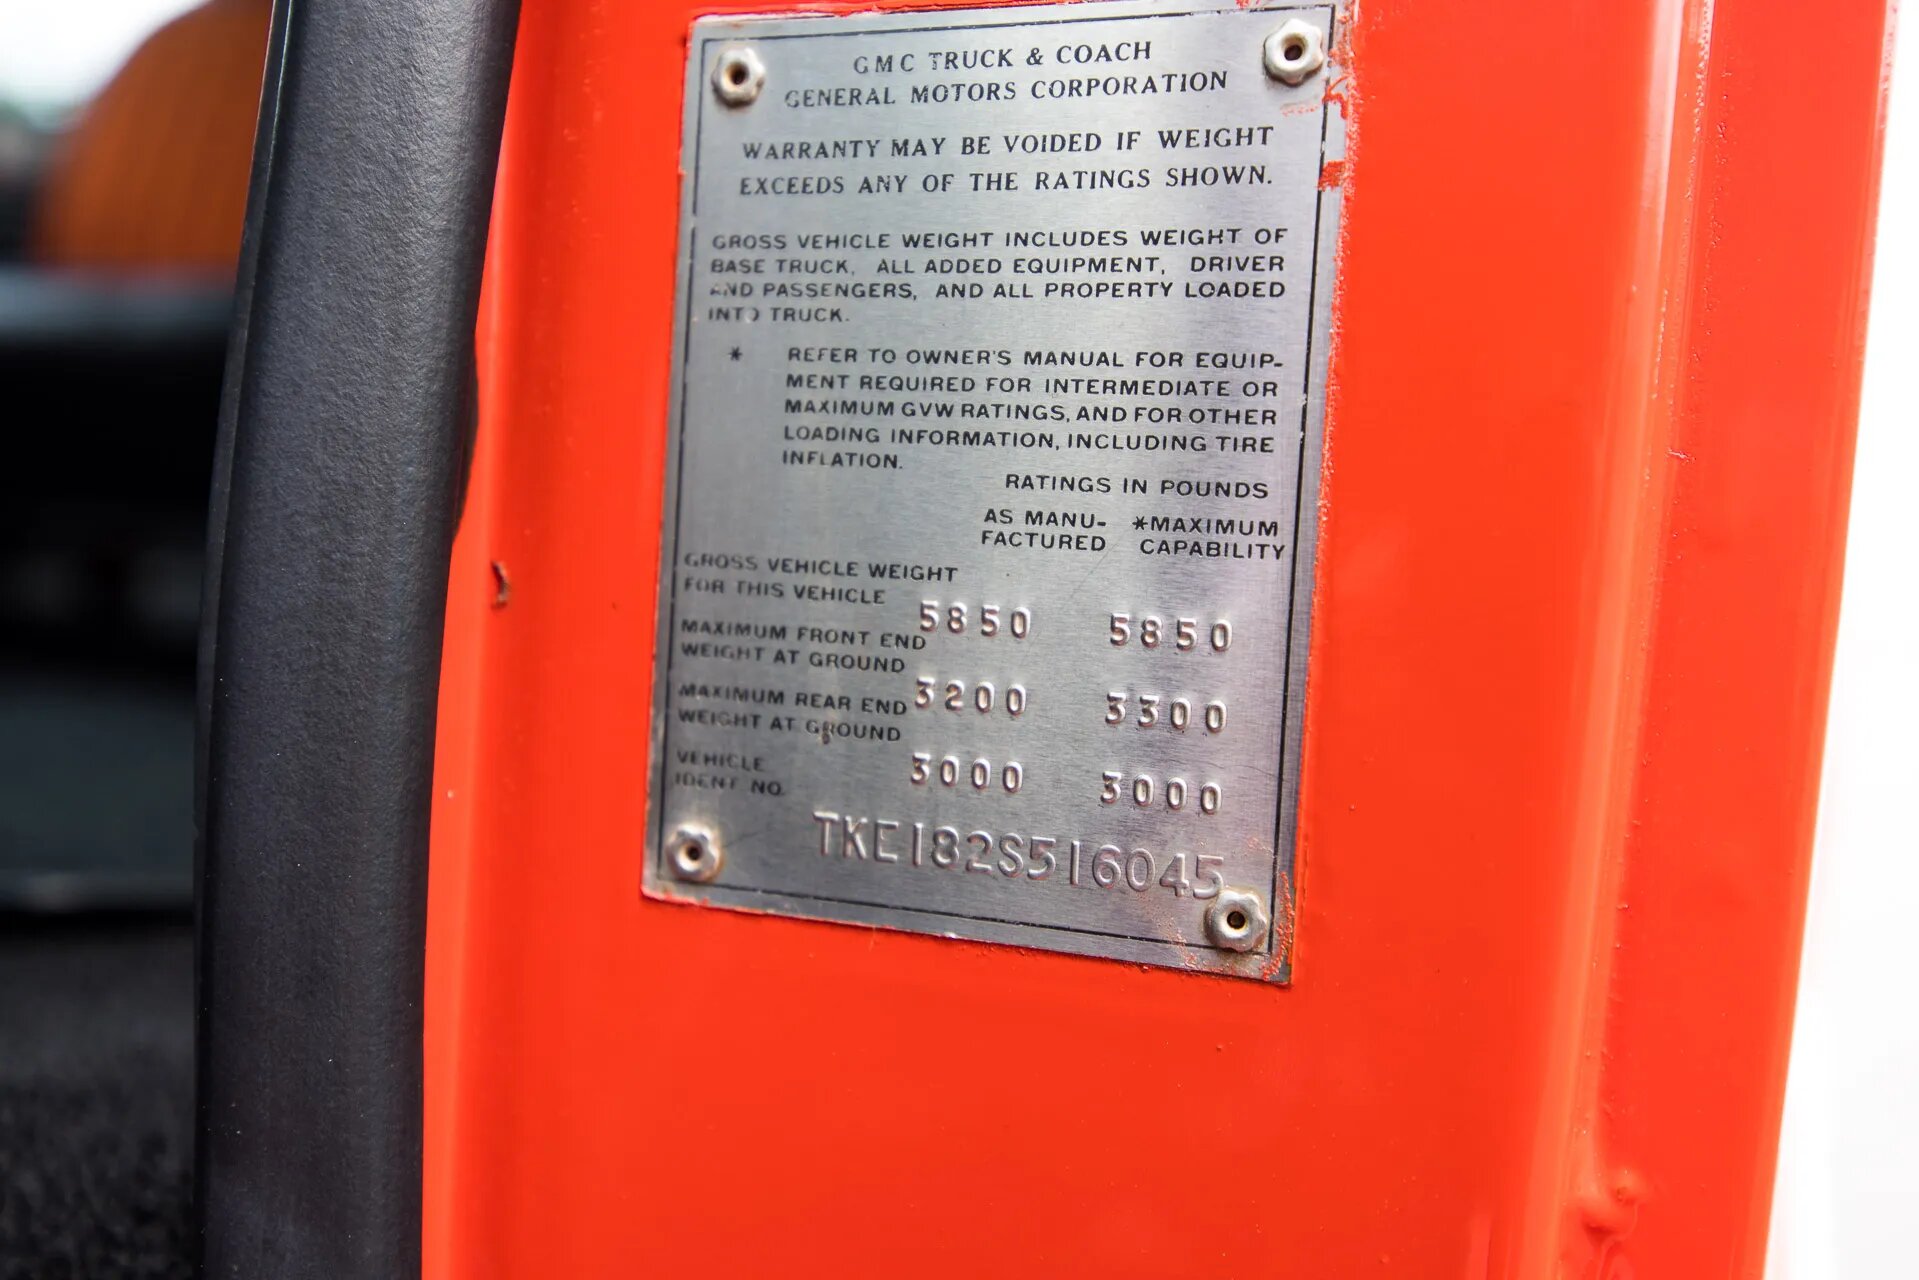 GMC TRUCK & COACH
GENERAL MOTORS CORPORATION
WARRANTY MAY BE VOIDED IF WEIGHT
EXCEEDS ANY OF THE RATINGS SHOWN.
GROSS VEHICLE WEIGHT INCLUDES WEIGHT OF
BASE TRUCK, ALL ADDED EQUIPMENT, DRIVER
AND PASSENGERS, AND ALL PROPERTY LOADED
INTO TRUCK.
* REFER TO OWNER'S MANUAL FOR EQUIP-
MENT REQUIRED FOR INTERMEDIATE OR
MAXIMUM GVW RATINGS, AND FOR OTHER
LOADING INFORMATION, INCLUDING TIRE
INFLATION.
RATINGS IN POUNDS
AS MANU- *MAXIMUM
FACTURED CAPABILITY
GROSS VEHICLE WEIGHT
FOR THIS VEHICLE 5850 5850
MAXIMUM FRONT END
WEIGHT AT GROUND 3200 3300
MAXIMUM REAR END
WEIGHT AT GROUND 3000 3000
VEHICLE
IDENT NO.
TKE182S516045